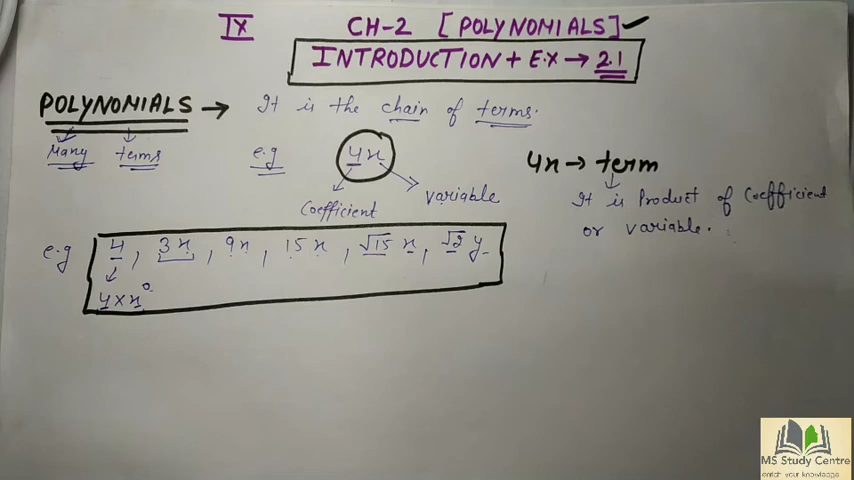 IX CH-2 [POLYNOMIALS]
INTRODUCTION + EX → 2.1
POLYNOMIALS → It is the chain of terms.
Many terms
e.g 4x
Coefficient variable
4x → term
It is Product of Coefficient
or variable.
e.g 4, 3x, 9x, 15x, √15 x, √2 y
4×x⁰
MS Study Centre
enrich your knowledge